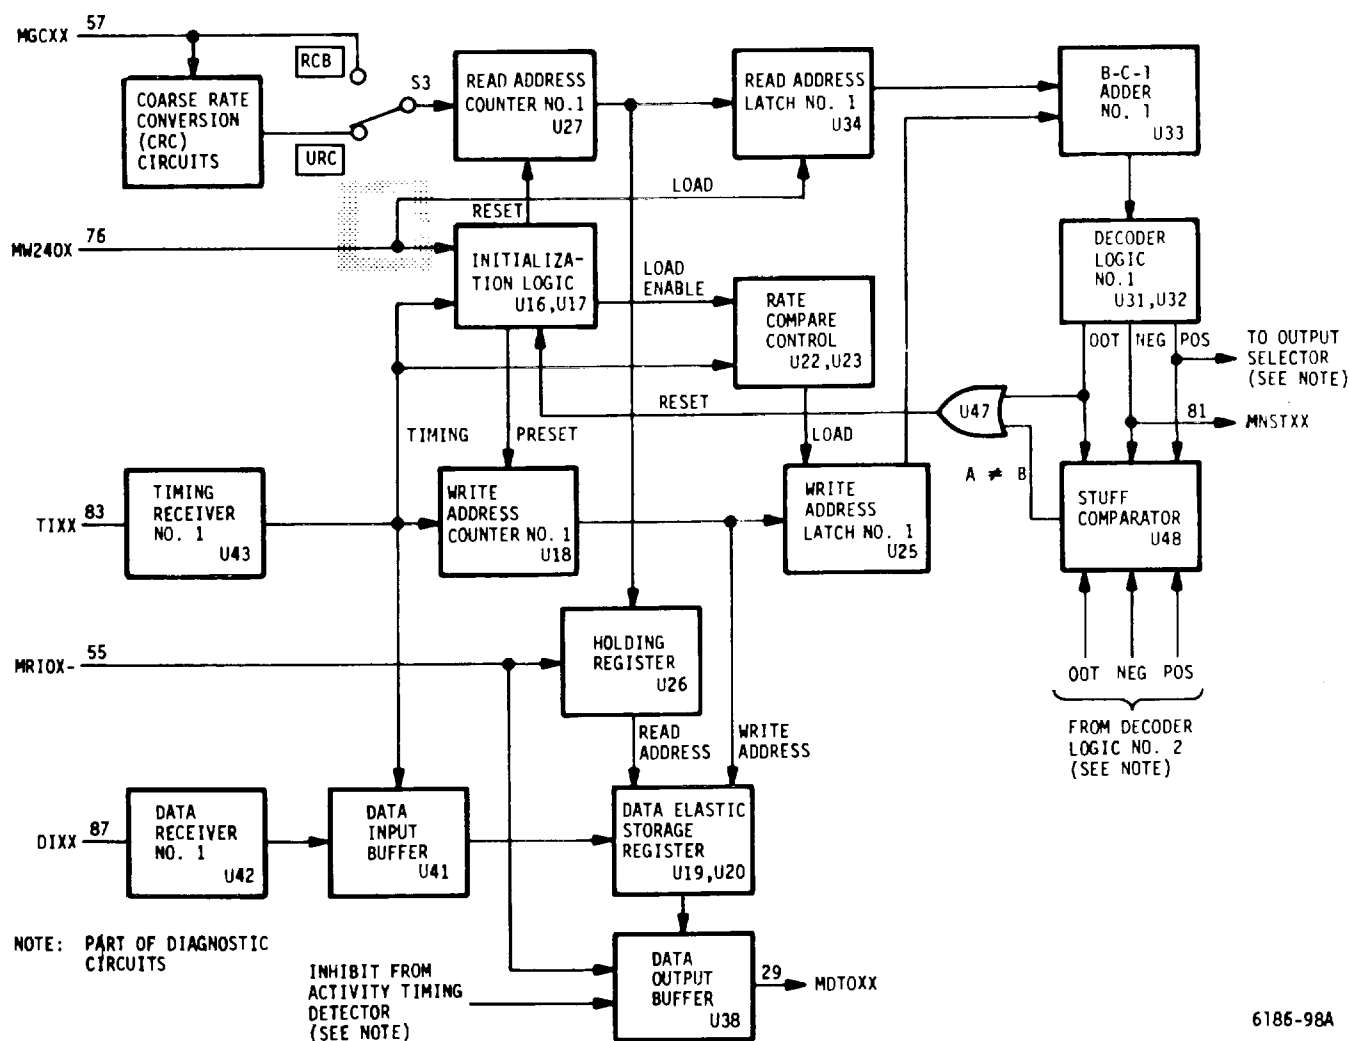 MGCXX 57
RCB
COARSE RATE
CONVERSION
(CRC)
CIRCUITS
URC
S3
READ ADDRESS
COUNTER NO.1
U27
READ ADDRESS
LATCH NO. 1
U34
B-C-1
ADDER
NO. 1
U33
LOAD
RESET
MW240X 76
INITIALIZA-
TION LOGIC
U16,U17
LOAD
ENABLE
RATE
COMPARE
CONTROL
U22,U23
DECODER
LOGIC
NO.1
U31,U32
OOT NEG POS
TO OUTPUT
SELECTOR
(SEE NOTE)
RESET
U47
81 MNSTXX
TIMING
PRESET
LOAD
A ≠ B
TIXX 83
TIMING
RECEIVER
NO. 1
U43
WRITE
ADDRESS
COUNTER NO.1
U18
WRITE
ADDRESS
LATCH NO. 1
U25
STUFF
COMPARATOR
U48
MRIOX- 55
HOLDING
REGISTER
U26
OOT NEG POS
FROM DECODER
LOGIC NO. 2
(SEE NOTE)
READ
ADDRESS
WRITE
ADDRESS
DIXX 87
DATA
RECEIVER
NO. 1
U42
DATA
INPUT
BUFFER
U41
DATA ELASTIC
STORAGE
REGISTER
U19,U20
NOTE: PART OF DIAGNOSTIC
CIRCUITS
INHIBIT FROM
ACTIVITY TIMING
DETECTOR
(SEE NOTE)
DATA
OUTPUT
BUFFER
U38
29 MDTOXX
6186-98A